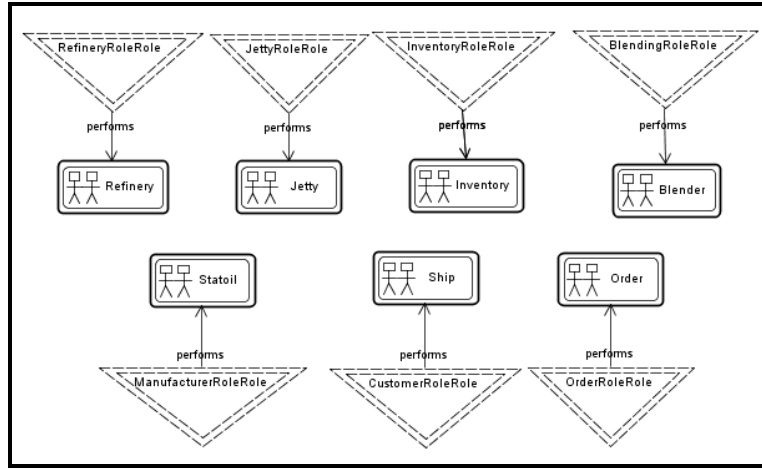 RefineryRoleRole
JettyRoleRole
InventoryRoleRole
BlendingRoleRole
performs
performs
performs
performs
Refinery
Jetty
Inventory
Blender
Statoil
Ship
Order
performs
performs
performs
ManufacturerRoleRole
CustomerRoleRole
OrderRoleRole